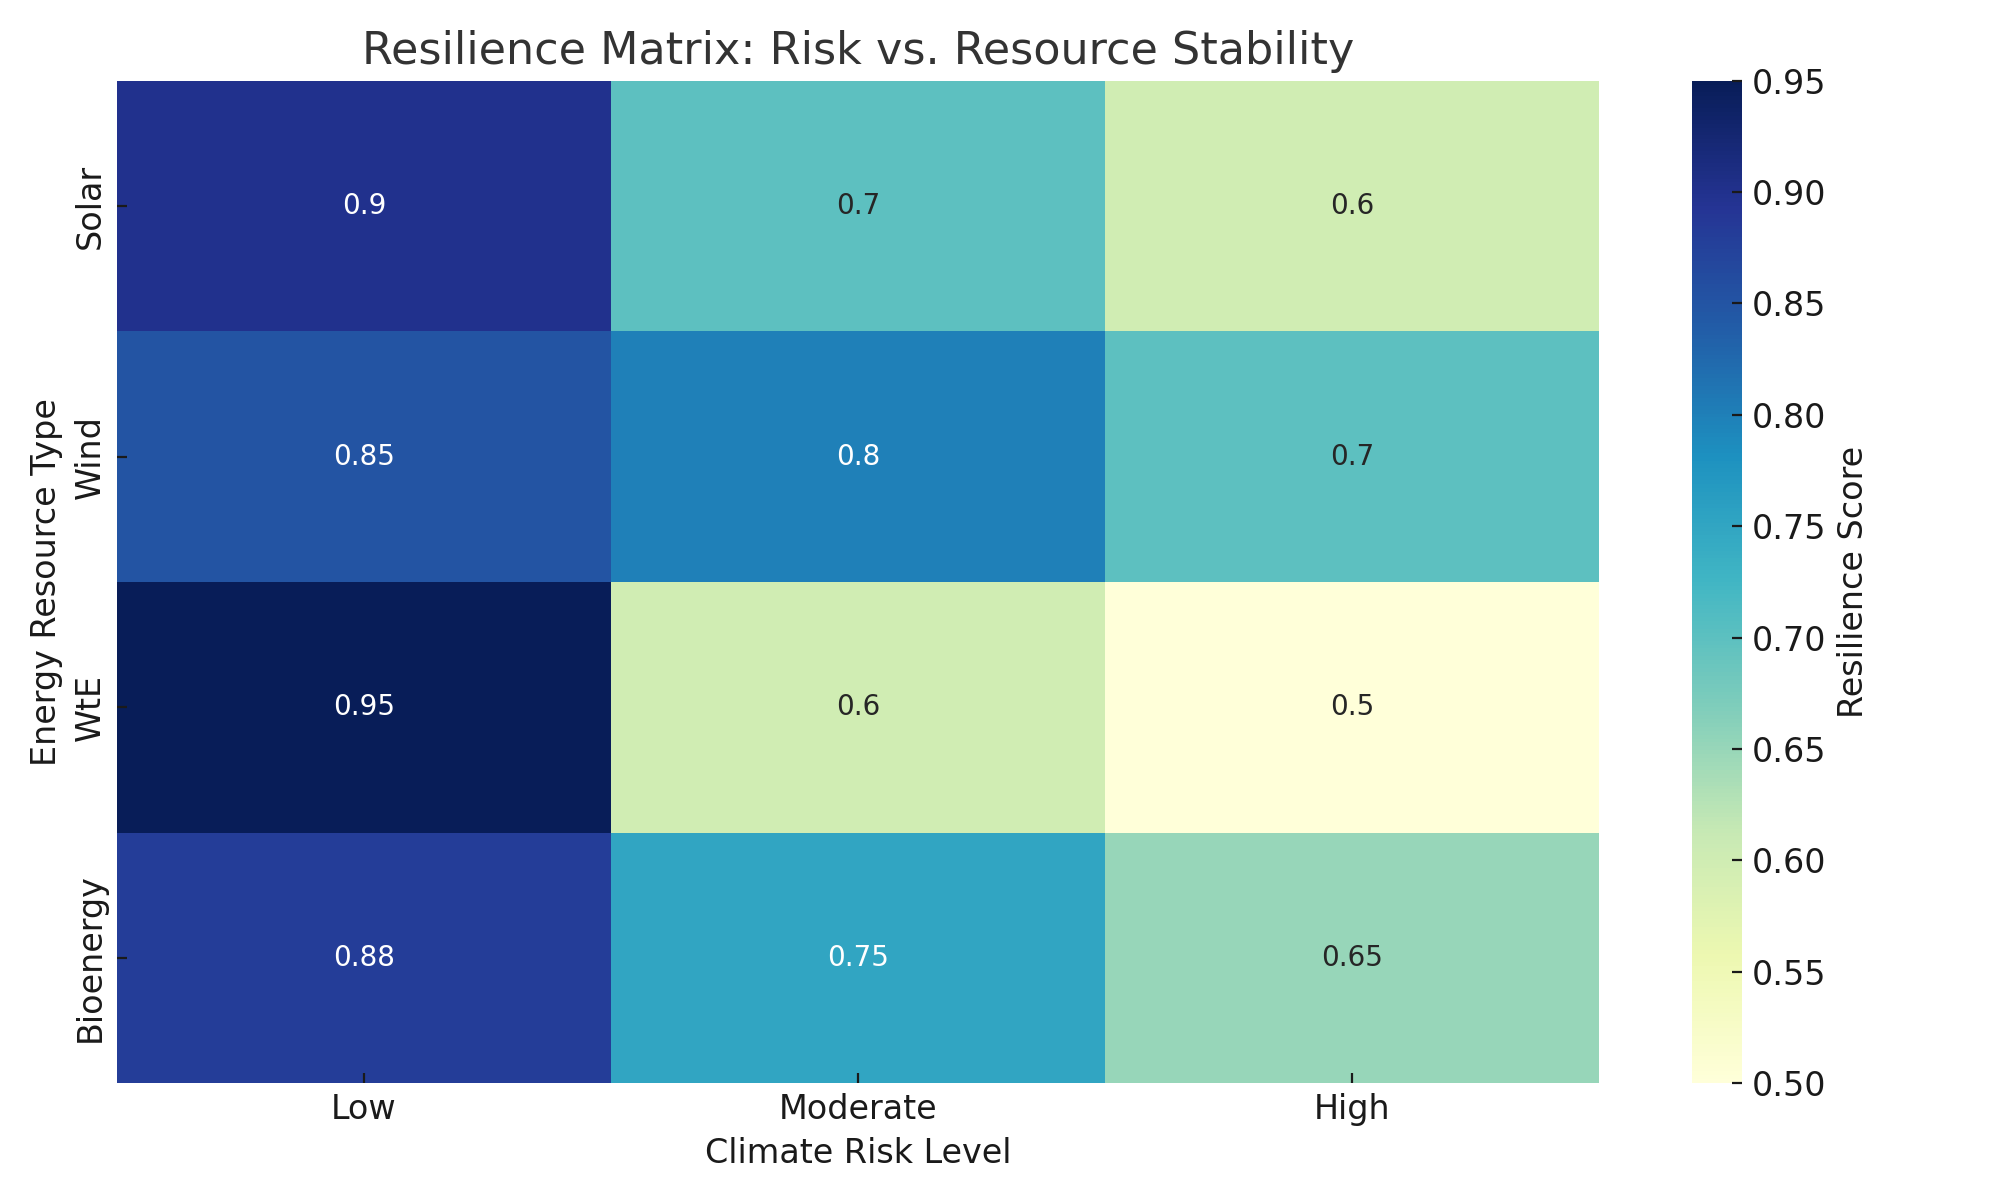 Resilience Matrix: Risk vs. Resource Stability
Energy Resource Type
Solar
0.9
0.7
0.6
Wind
0.85
0.8
0.7
WtE
0.95
0.6
0.5
Bioenergy
0.88
0.75
0.65
Low
Moderate
High
Climate Risk Level
0.95
0.90
0.85
0.80
0.75
0.70
0.65
0.60
0.55
0.50
Resilience Score